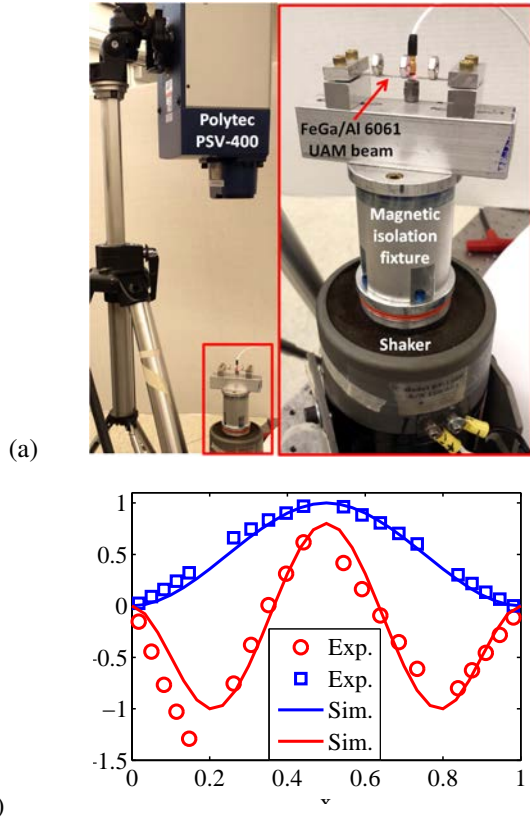 Polytec
PSV-400
FeGa/Al 6061
UAM beam
Magnetic
isolation
fixture
Shaker
(a)
1
0.5
0
-0.5
-1
-1.5
Exp.
Exp.
Sim.
Sim.
0
0.2
0.4
0.6
0.8
1
)